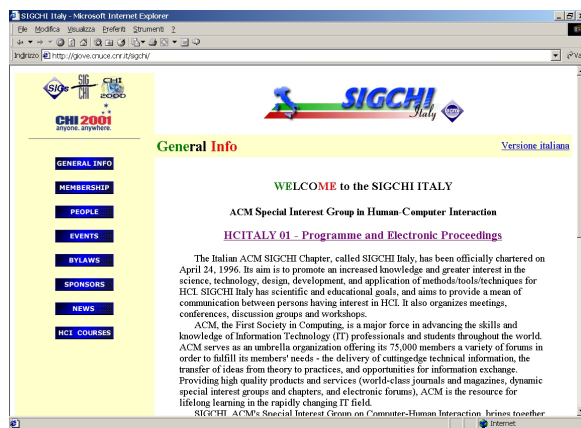 SIGCHI Italy - Microsoft Internet Explorer
File Modifica Visualizza Preferiti Strumenti ?
Indirizzo http://giove.cnuce.cnr.it/sigchi/
SIGs SIG CHI CHI 2000
CHI 2001
anyone. anywhere.
SIGCHI
Italy
General Info Versione italiana
GENERAL INFO
MEMBERSHIP
PEOPLE
EVENTS
BYLAWS
SPONSORS
NEWS
HCI COURSES
WELCOME to the SIGCHI ITALY
ACM Special Interest Group in Human-Computer Interaction
HCITALY 01 - Programme and Electronic Proceedings
The Italian ACM SIGCHI Chapter, called SIGCHI Italy, has been officially chartered on
April 24, 1996. Its aim is to promote an increased knowledge and greater interest in the
science, technology, design, development, and application of methods/tools/techniques for
HCI. SIGCHI Italy has scientific and educational goals, and aims to provide a mean of
communication between persons having interest in HCI. It also organizes meetings,
conferences, discussion groups and workshops.
ACM, the First Society in Computing, is a major force in advancing the skills and
knowledge of Information Technology (IT) professionals and students throughout the world.
ACM serves as an umbrella organization offering its 75,000 members a variety of forums in
order to fulfill its members' needs - the delivery of cuttingedge technical information, the
transfer of ideas from theory to practices, and opportunities for information exchange.
Providing high quality products and services (world-class journals and magazines, dynamic
special interest groups and chapters, and electronic forums), ACM is the resource for
lifelong learning in the rapidly changing IT field.
SIGCHI, ACM's Special Interest Group on Computer-Human Interaction, brings together
Internet